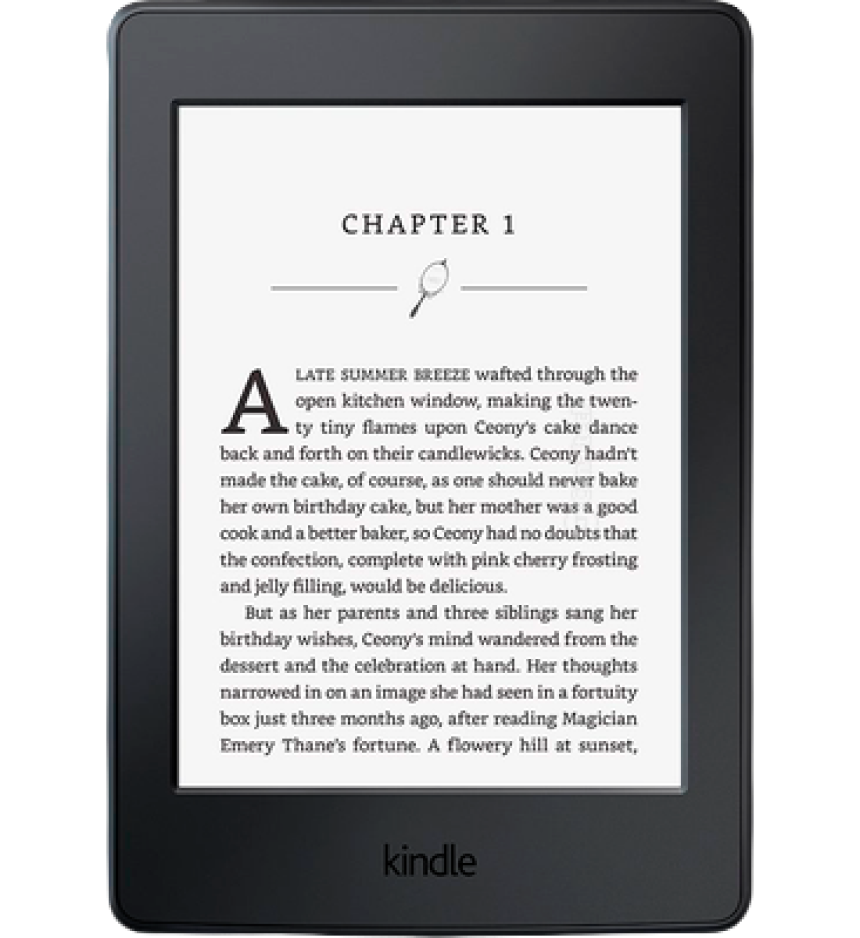 CHAPTER 1
A LATE SUMMER BREEZE wafted through the
open kitchen window, making the twen-
ty tiny flames upon Ceony's cake dance
back and forth on their candlewicks. Ceony hadn't
made the cake, of course, as one should never bake
her own birthday cake, but her mother was a good
cook and a better baker, so Ceony had no doubts that
the confection, complete with pink cherry frosting
and jelly filling, would be delicious.
But as her parents and three siblings sang her
birthday wishes, Ceony's mind wandered from the
dessert and the celebration at hand. Her thoughts
narrowed in on an image she had seen in a fortuity
box just three months ago, after reading Magician
Emery Thane's fortune. A flowery hill at sunset,
kindle